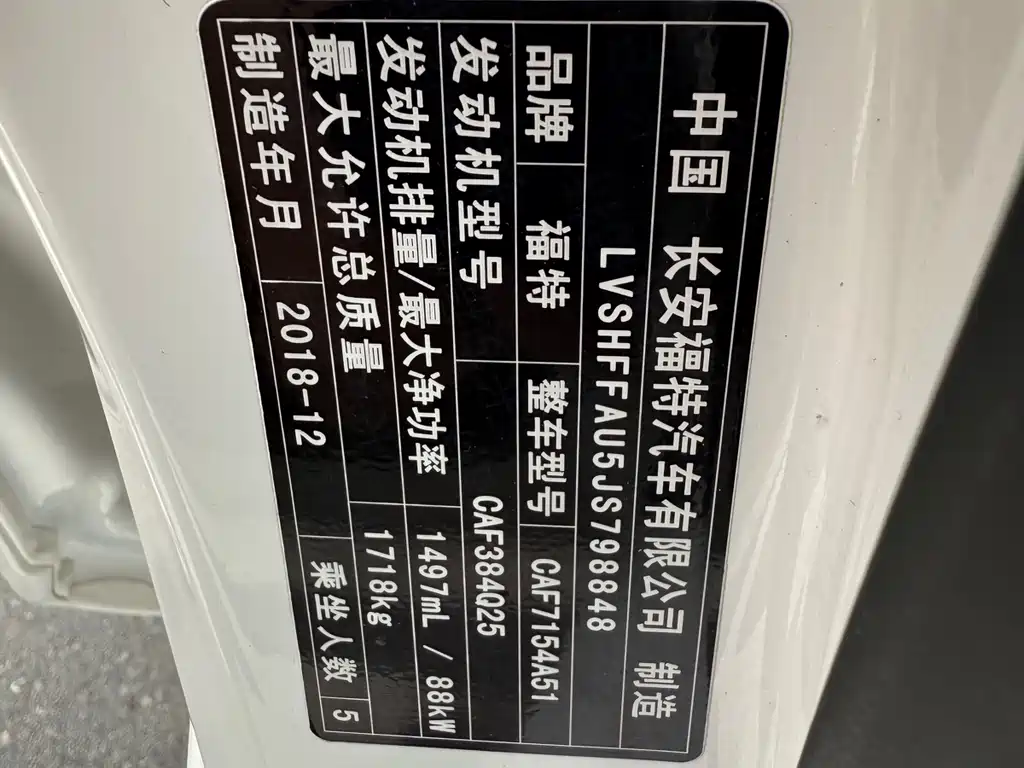 中国 长安福特汽车有限公司 制造
LVSHFFAU5JS798848
品牌 福特 整车型号 CAF7154A51
发动机型号 CAF384Q25
发动机排量/最大净功率 1497mL / 88kW
最大允许总质量 1718kg
制造年月 2018-12 乘坐人数 5